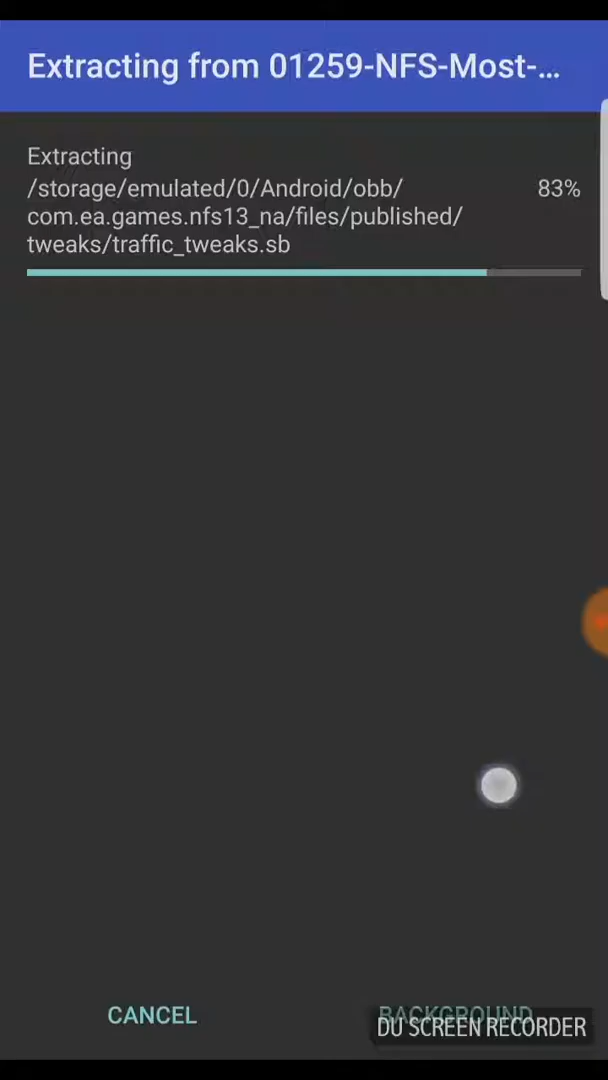 Extracting from 01259-NFS-Most-...
Extracting
/storage/emulated/0/Android/obb/
com.ea.games.nfs13_na/files/published/
tweaks/traffic_tweaks.sb
83%
CANCEL
BACKGROUND
DU SCREEN RECORDER